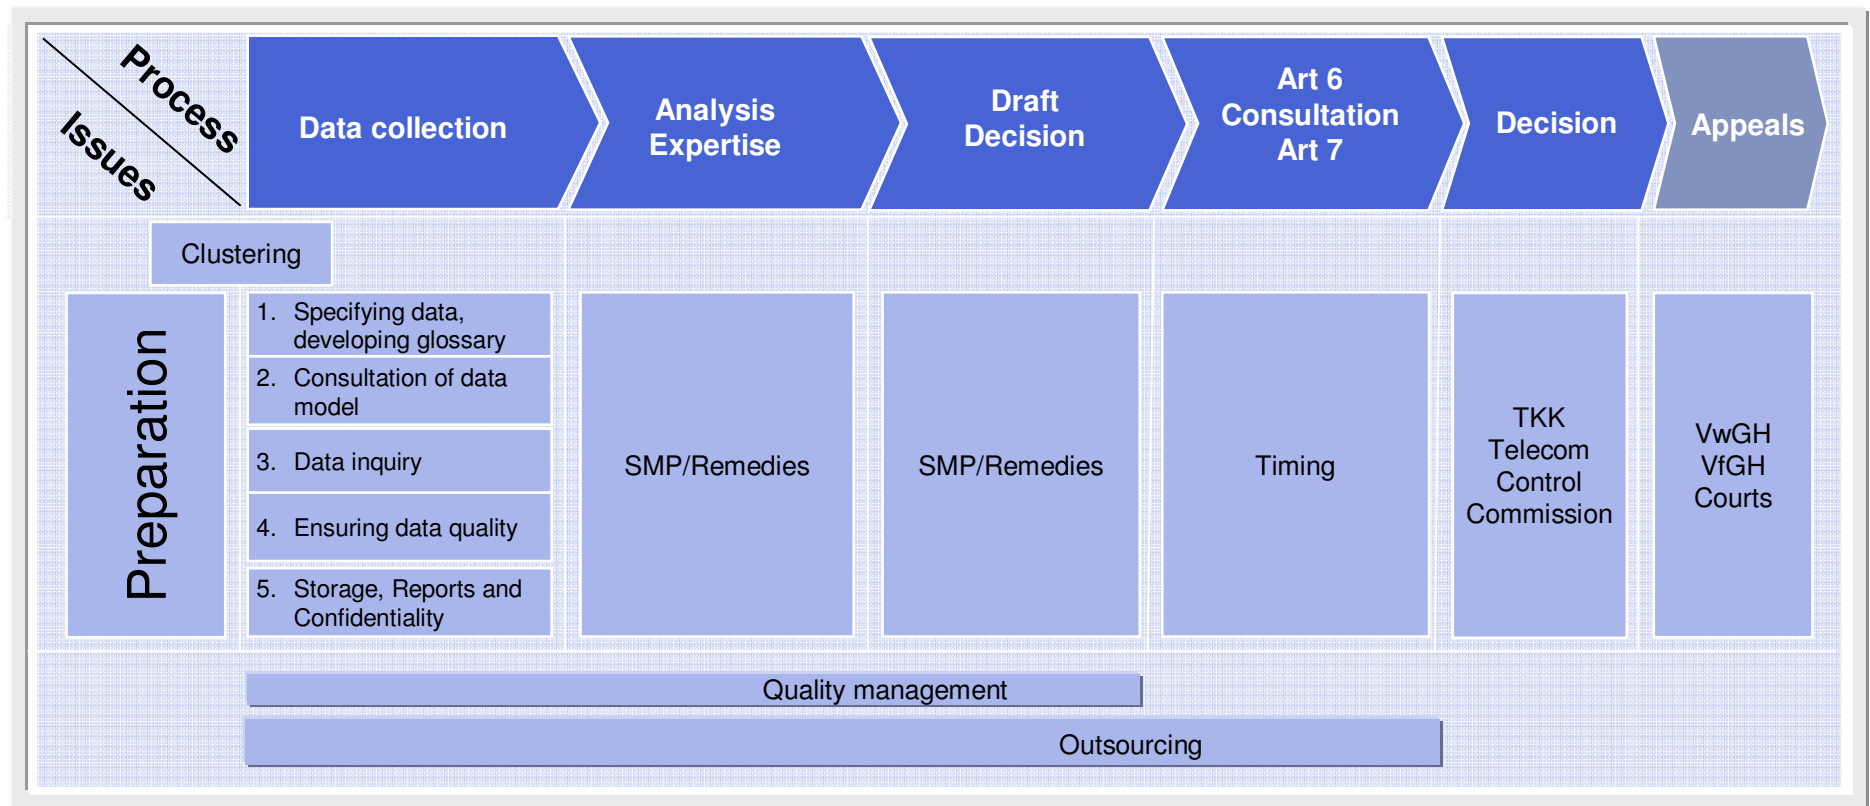 Process
Issues
Data collection
Analysis
Expertise
Draft
Decision
Art 6
Consultation
Art 7
Decision
Appeals
Clustering
Preparation
1. Specifying data,
developing glossary
2. Consultation of data
model
3. Data inquiry
4. Ensuring data quality
5. Storage, Reports and
Confidentiality
SMP/Remedies
SMP/Remedies
Timing
TKK
Telecom
Control
Commission
VwGH
VfGH
Courts
Quality management
Outsourcing